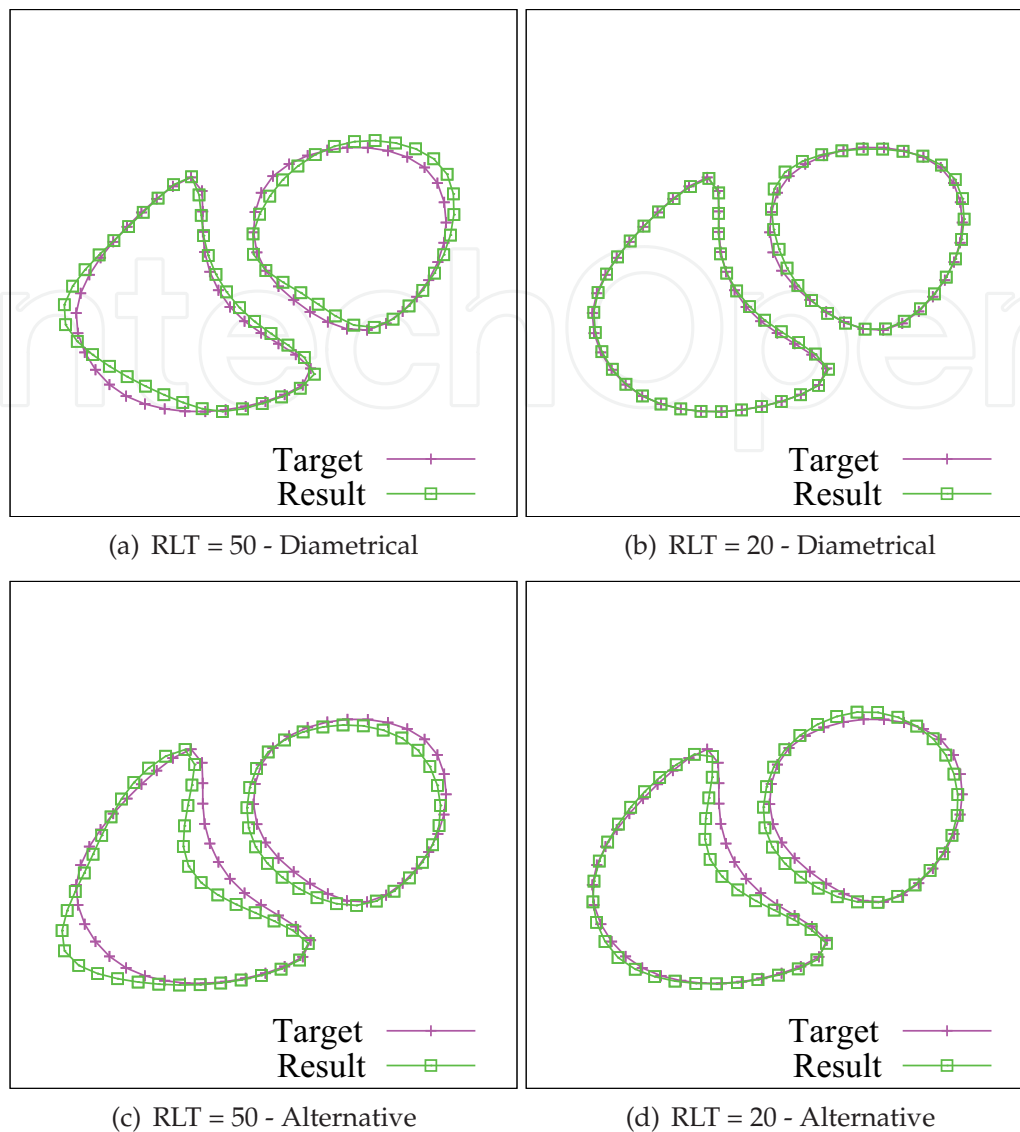 Target
Result
Target
Result
(a) RLT = 50 - Diametrical
(b) RLT = 20 - Diametrical
Target
Result
Target
Result
(c) RLT = 50 - Alternative
(d) RLT = 20 - Alternative
ntechOper